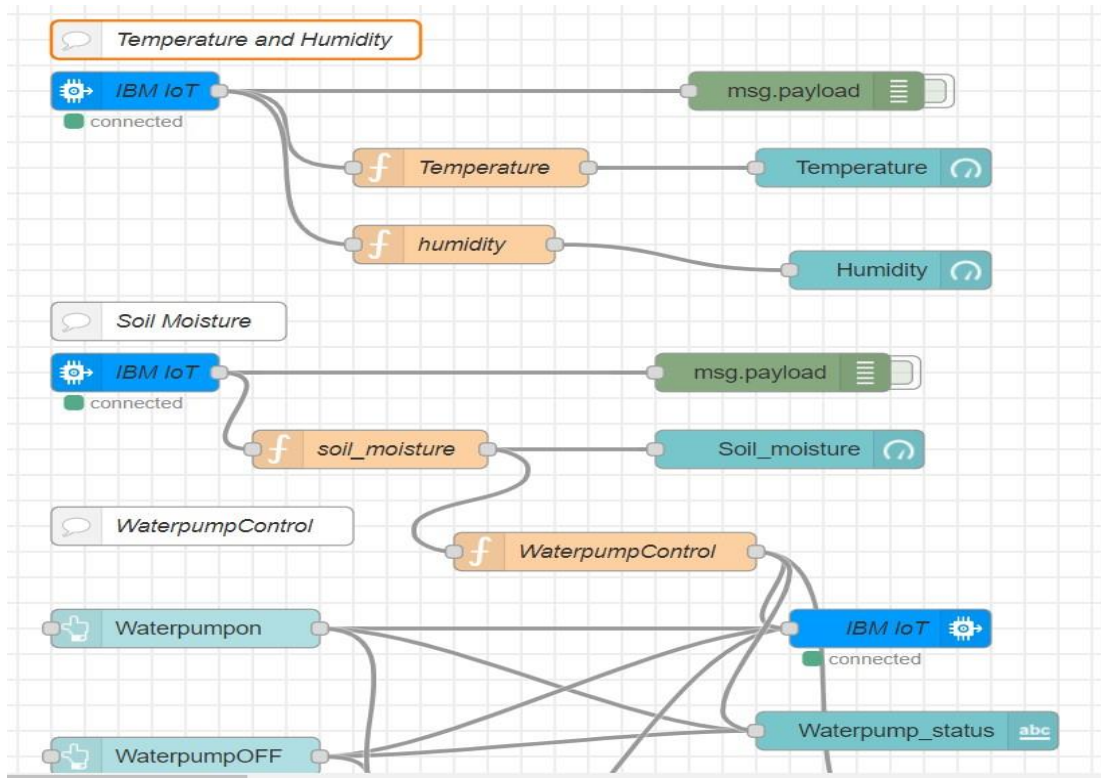 Temperature and Humidity
IBM IoT
msg.payload
connected
Temperature
Temperature
humidity
Humidity
Soil Moisture
IBM IoT
msg.payload
connected
soil_moisture
Soil_moisture
WaterpumpControl
WaterpumpControl
Waterpumpon
IBM IoT
connected
Waterpump_status
abc
WaterpumpOFF